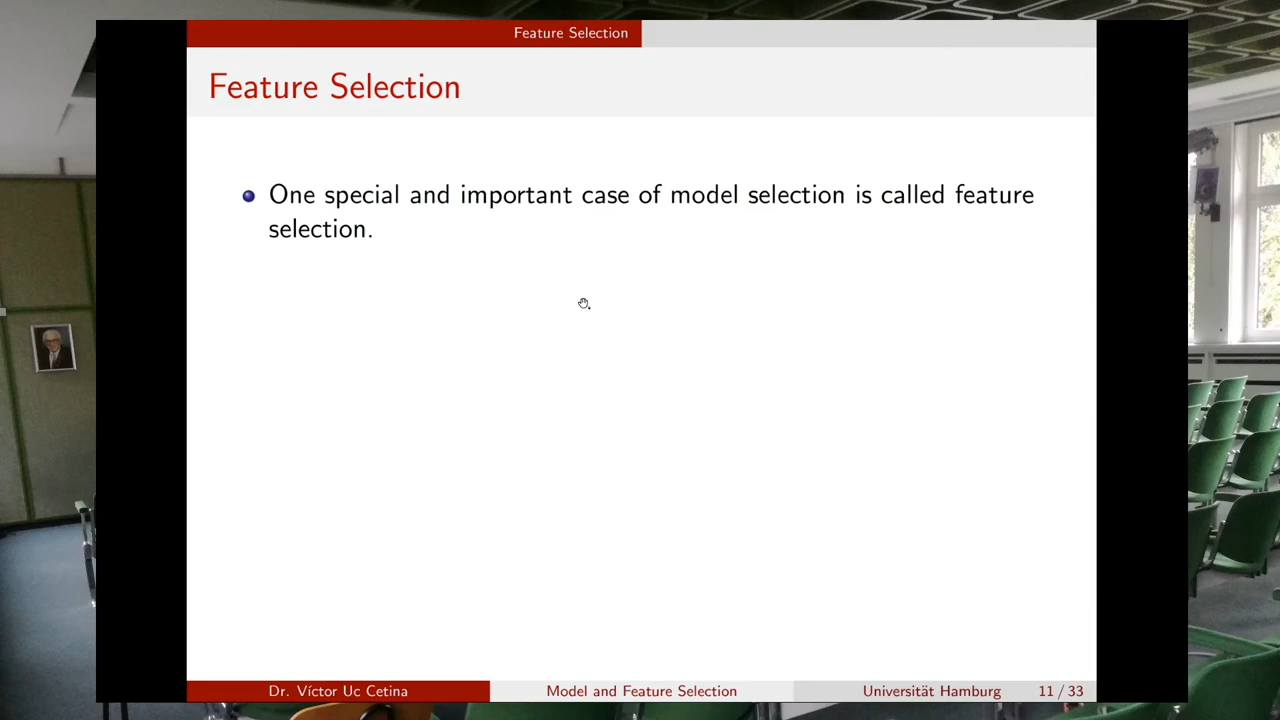 Feature Selection
Feature Selection
One special and important case of model selection is called feature
selection.
Dr. Víctor Uc Cetina
Model and Feature Selection
Universität Hamburg
11 / 33